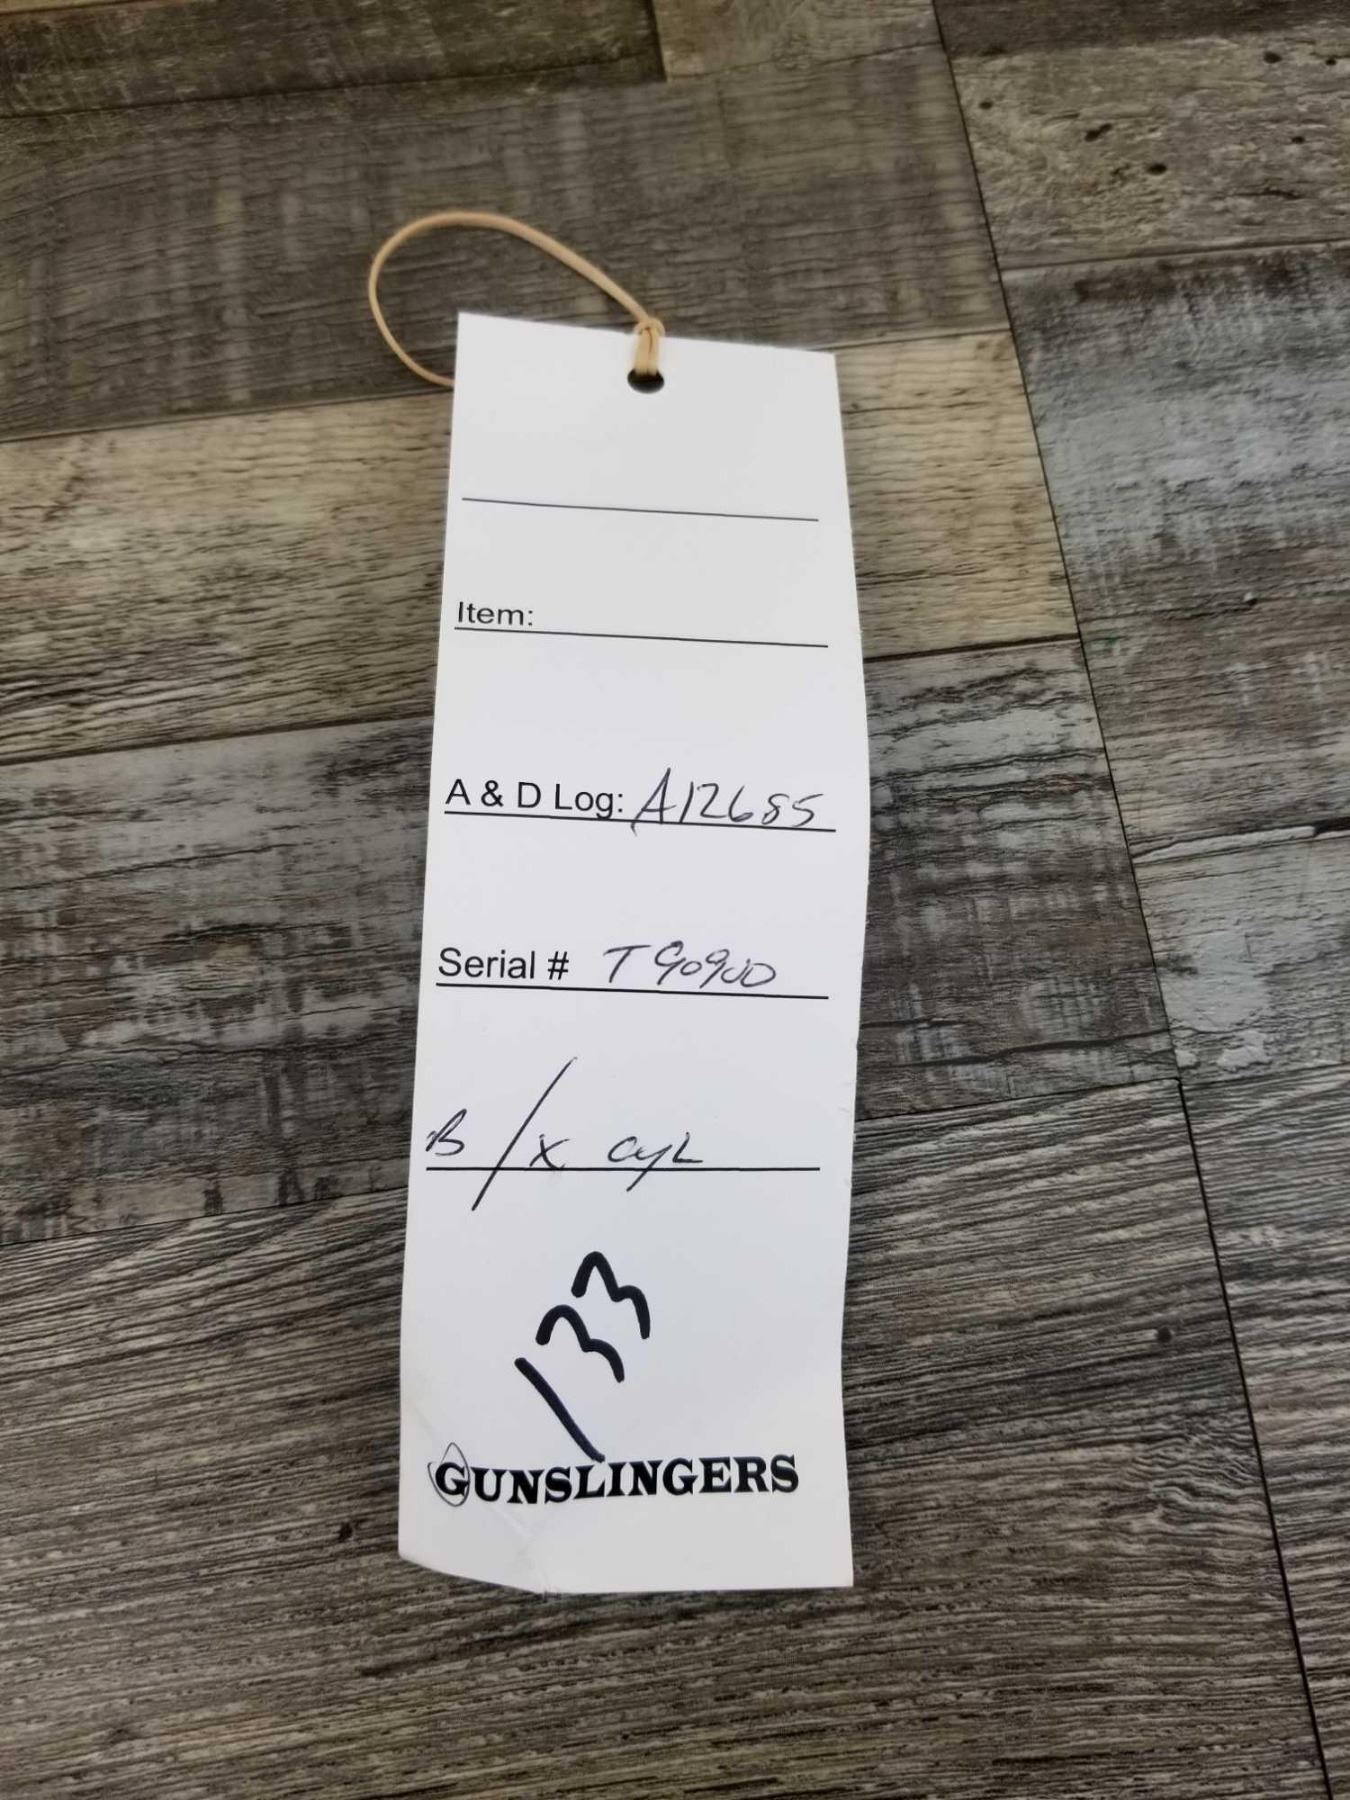 Item:
A & D Log: A12685
Serial # T90900
B/x cyl
133
GUNSLINGERS